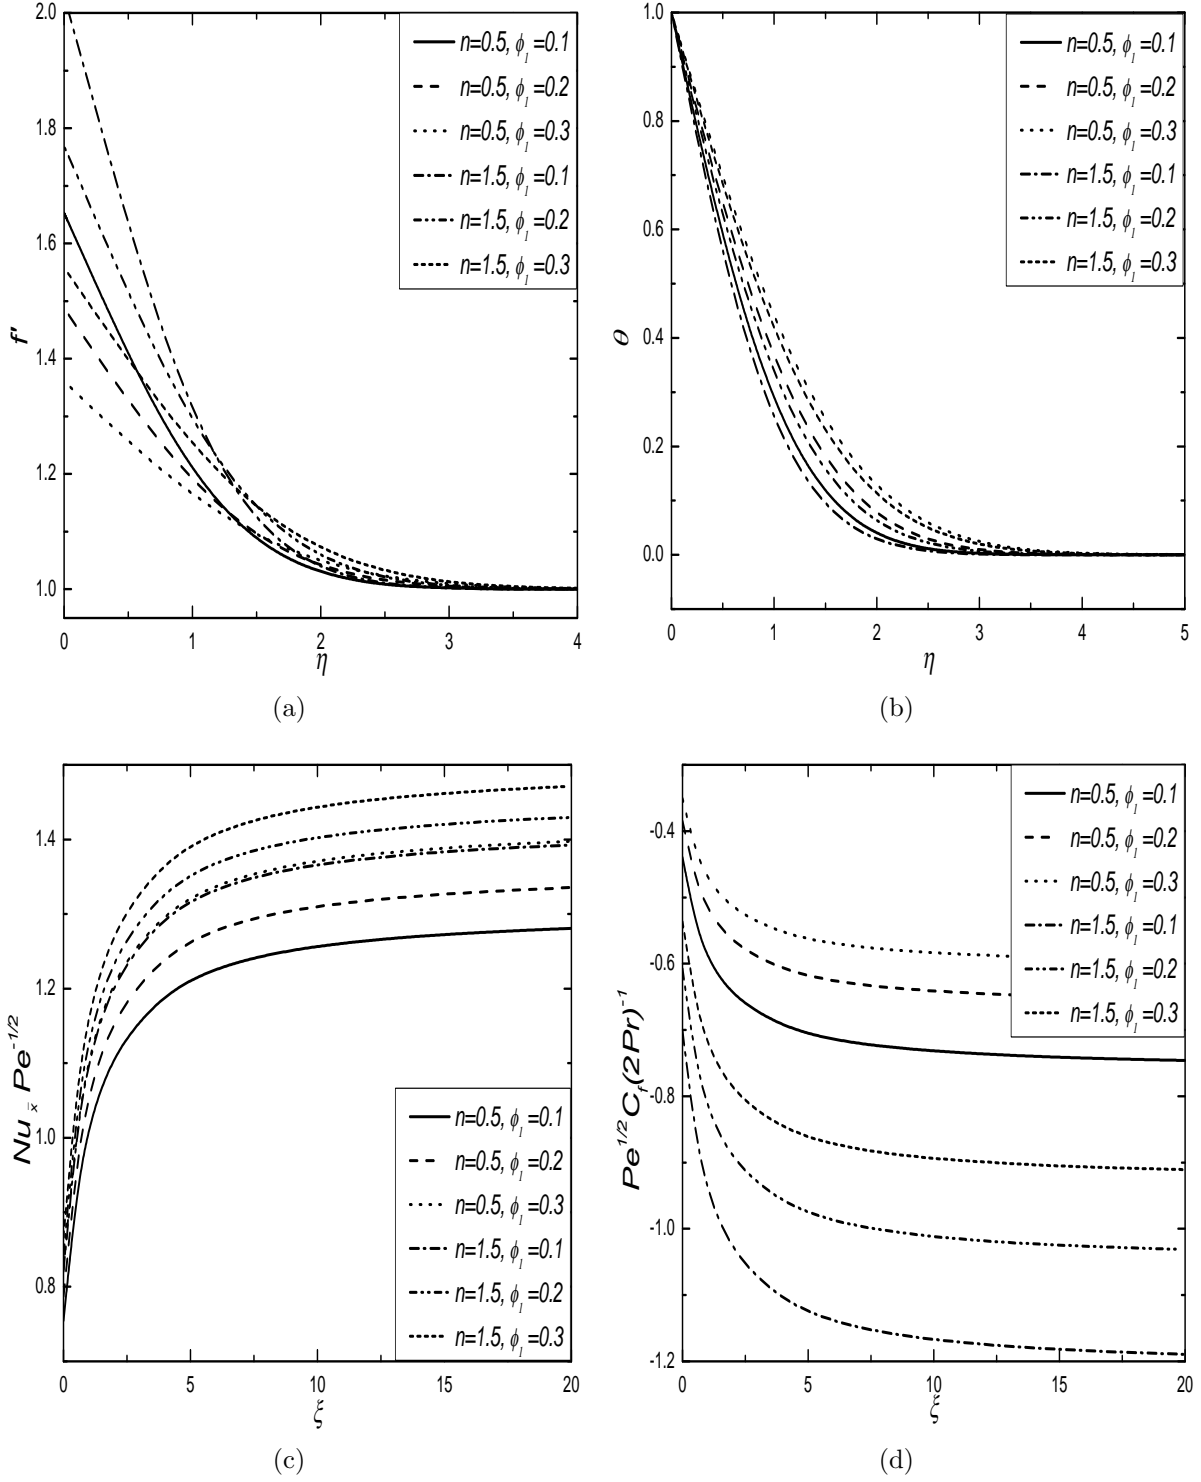 2.0
1.8
1.6
1.4
1.2
1.0
f'
0 1 2 3 4
η
n=0.5, ϕ₁=0.1
n=0.5, ϕ₁=0.2
n=0.5, ϕ₁=0.3
n=1.5, ϕ₁=0.1
n=1.5, ϕ₁=0.2
n=1.5, ϕ₁=0.3
(a)
1.0
0.8
0.6
0.4
0.2
0.0
θ
0 1 2 3 4 5
η
n=0.5, ϕ₁=0.1
n=0.5, ϕ₁=0.2
n=0.5, ϕ₁=0.3
n=1.5, ϕ₁=0.1
n=1.5, ϕ₁=0.2
n=1.5, ϕ₁=0.3
(b)
1.4
1.2
1.0
0.8
Nu_x̄ Pe^-1/2
0 5 10 15 20
ξ
n=0.5, ϕ₁=0.1
n=0.5, ϕ₁=0.2
n=0.5, ϕ₁=0.3
n=1.5, ϕ₁=0.1
n=1.5, ϕ₁=0.2
n=1.5, ϕ₁=0.3
(c)
-0.4
-0.6
-0.8
-1.0
-1.2
Pe^1/2 C_f(2Pr)^-1
0 5 10 15 20
ξ
n=0.5, ϕ₁=0.1
n=0.5, ϕ₁=0.2
n=0.5, ϕ₁=0.3
n=1.5, ϕ₁=0.1
n=1.5, ϕ₁=0.2
n=1.5, ϕ₁=0.3
(d)